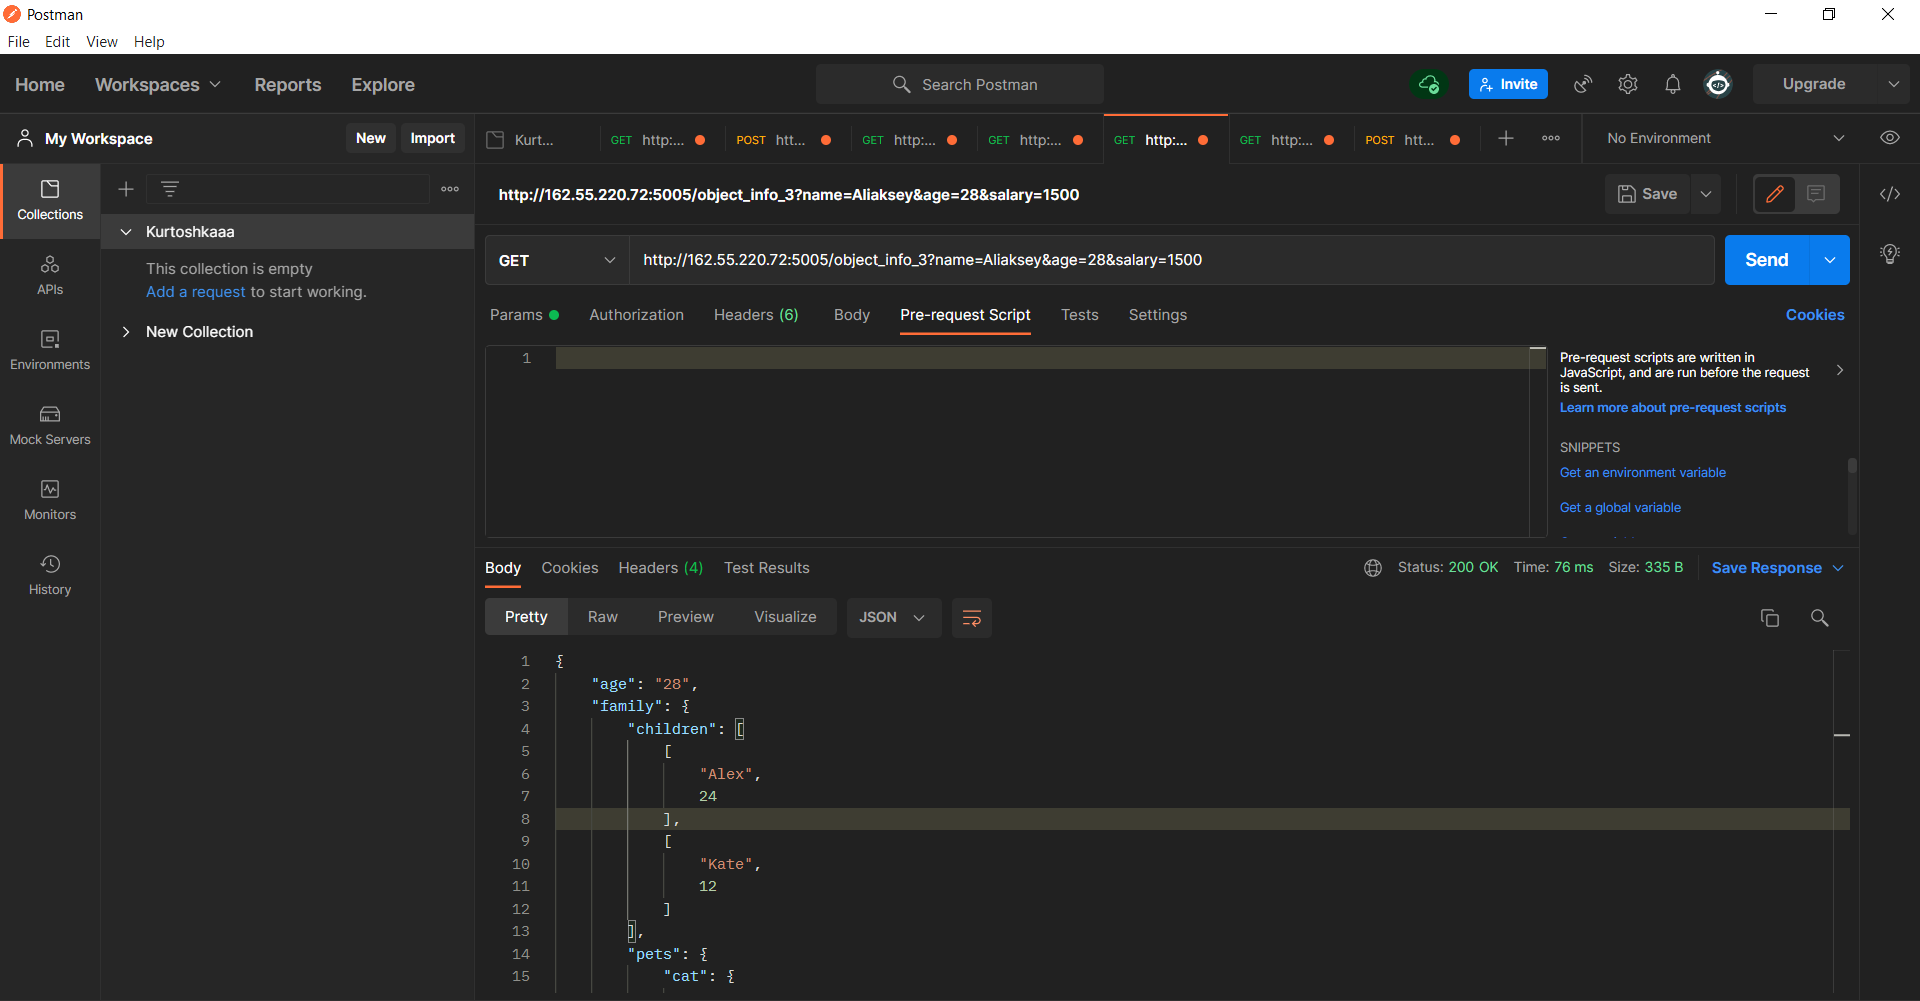 Postman
File Edit View Help
Home Workspaces Reports Explore Search Postman Invite Upgrade
My Workspace New Import Kurt... GET http:... POST htt... GET http:... GET http:... GET http:... GET http:... POST htt... No Environment
http://162.55.220.72:5005/object_info_3?name=Aliaksey&age=28&salary=1500 Save
Collections
Kurtoshkaaa
This collection is empty
Add a request to start working.
New Collection
APIs
Environments
Mock Servers
Monitors
History
GET http://162.55.220.72:5005/object_info_3?name=Aliaksey&age=28&salary=1500 Send
Params Authorization Headers (6) Body Pre-request Script Tests Settings Cookies
1
Pre-request scripts are written in
JavaScript, and are run before the request
is sent.
Learn more about pre-request scripts
SNIPPETS
Get an environment variable
Get a global variable
Body Cookies Headers (4) Test Results Status: 200 OK Time: 76 ms Size: 335 B Save Response
Pretty Raw Preview Visualize JSON
1 {
2 "age": "28",
3 "family": {
4 "children": [
5 [
6 "Alex",
7 24
8 ],
9 [
10 "Kate",
11 12
12 ]
13 ],
14 "pets": {
15 "cat": {